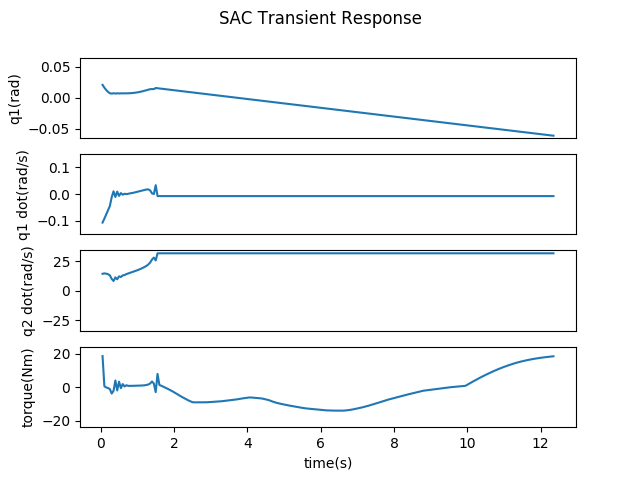 SAC Transient Response
q1(rad)
0.05
0.00
−0.05
q1 dot(rad/s)
0.1
0.0
−0.1
q2 dot(rad/s)
25
0
−25
torque(Nm)
20
0
−20
0 2 4 6 8 10 12
time(s)